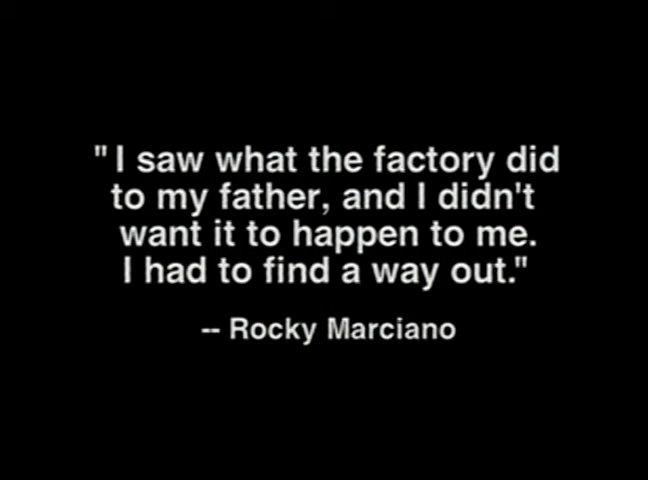 "I saw what the factory did
to my father, and I didn't
want it to happen to me.
I had to find a way out."
-- Rocky Marciano